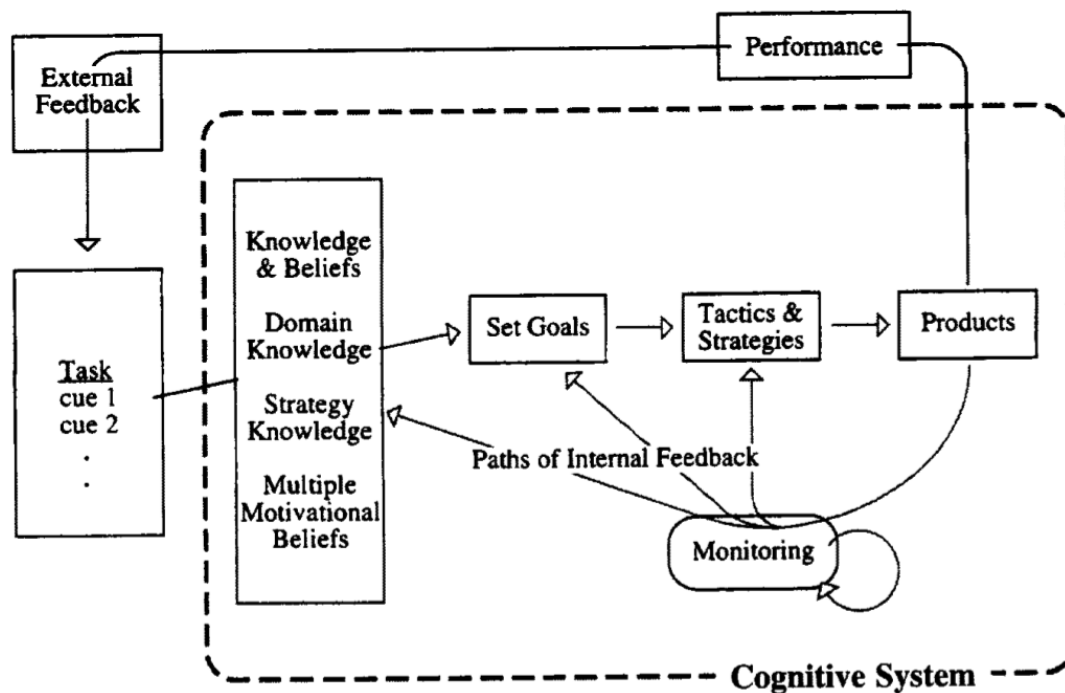 Performance
External
Feedback
Knowledge
& Beliefs
Domain
Knowledge
Strategy
Knowledge
Multiple
Motivational
Beliefs
Set Goals
Tactics &
Strategies
Products
Task
cue 1
cue 2
.
.
Paths of Internal Feedback
Monitoring
Cognitive System